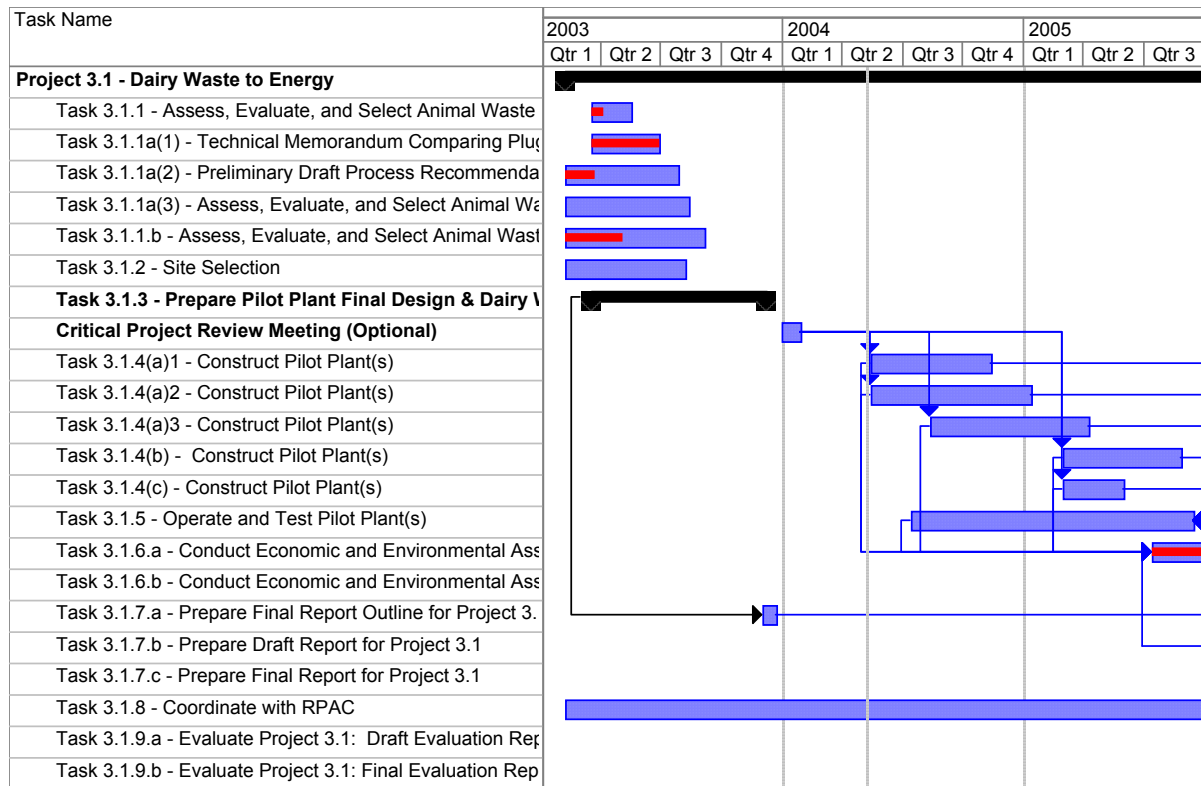 Task Name
2003 2004 2005
Qtr 1 Qtr 2 Qtr 3 Qtr 4 Qtr 1 Qtr 2 Qtr 3 Qtr 4 Qtr 1 Qtr 2 Qtr 3
Project 3.1 - Dairy Waste to Energy
Task 3.1.1 - Assess, Evaluate, and Select Animal Waste
Task 3.1.1a(1) - Technical Memorandum Comparing Plug
Task 3.1.1a(2) - Preliminary Draft Process Recommenda
Task 3.1.1a(3) - Assess, Evaluate, and Select Animal Wa
Task 3.1.1.b - Assess, Evaluate, and Select Animal Wast
Task 3.1.2 - Site Selection
Task 3.1.3 - Prepare Pilot Plant Final Design & Dairy
Critical Project Review Meeting (Optional)
Task 3.1.4(a)1 - Construct Pilot Plant(s)
Task 3.1.4(a)2 - Construct Pilot Plant(s)
Task 3.1.4(a)3 - Construct Pilot Plant(s)
Task 3.1.4(b) - Construct Pilot Plant(s)
Task 3.1.4(c) - Construct Pilot Plant(s)
Task 3.1.5 - Operate and Test Pilot Plant(s)
Task 3.1.6.a - Conduct Economic and Environmental Ass
Task 3.1.6.b - Conduct Economic and Environmental Ass
Task 3.1.7.a - Prepare Final Report Outline for Project 3.
Task 3.1.7.b - Prepare Draft Report for Project 3.1
Task 3.1.7.c - Prepare Final Report for Project 3.1
Task 3.1.8 - Coordinate with RPAC
Task 3.1.9.a - Evaluate Project 3.1: Draft Evaluation Rep
Task 3.1.9.b - Evaluate Project 3.1: Final Evaluation Rep